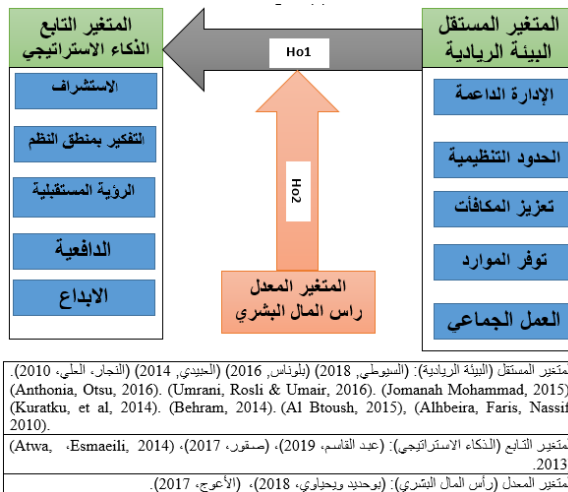 المتغير المستقل
البيئة الريادية
الإدارة الداعمة
الحدود التنظيمية
تعزيز المكافأت
توفر الموارد
العمل الجماعي
Ho1
Ho2
المتغير المعدل
راس المال البشري
المتغير التابع
الذكاء الاستراتيجي
الاستشراف
التفكير بمنطق النظم
الرؤية المستقبلية
الدافعية
الابداع
متغير المستقل (البيئة الريادية): (السيوطي, 2018) (بلوناس, 2016) (العبيدي, 2014) (النجار، العلي، 2010).
(Anthonia, Otsu, 2016). (Umrani, Rosli & Umair, 2016). (Jomanah Mohammad, 2015)
(Kuratku, et al, 2014). (Behram, 2014). (Al Btoush, 2015), (Alhbeira, Faris, Nassif
2010).
متغير التابع (الذكاء الاستراتيجي): (عبد القاسم، 2019)، (صقور، 2017)، (Atwa, ،Esmaeili, 2014)
2013.
متغير المعدل (رأس المال البشري): (بوحديد ويحياوي، 2018)، (الأعوج، 2017).